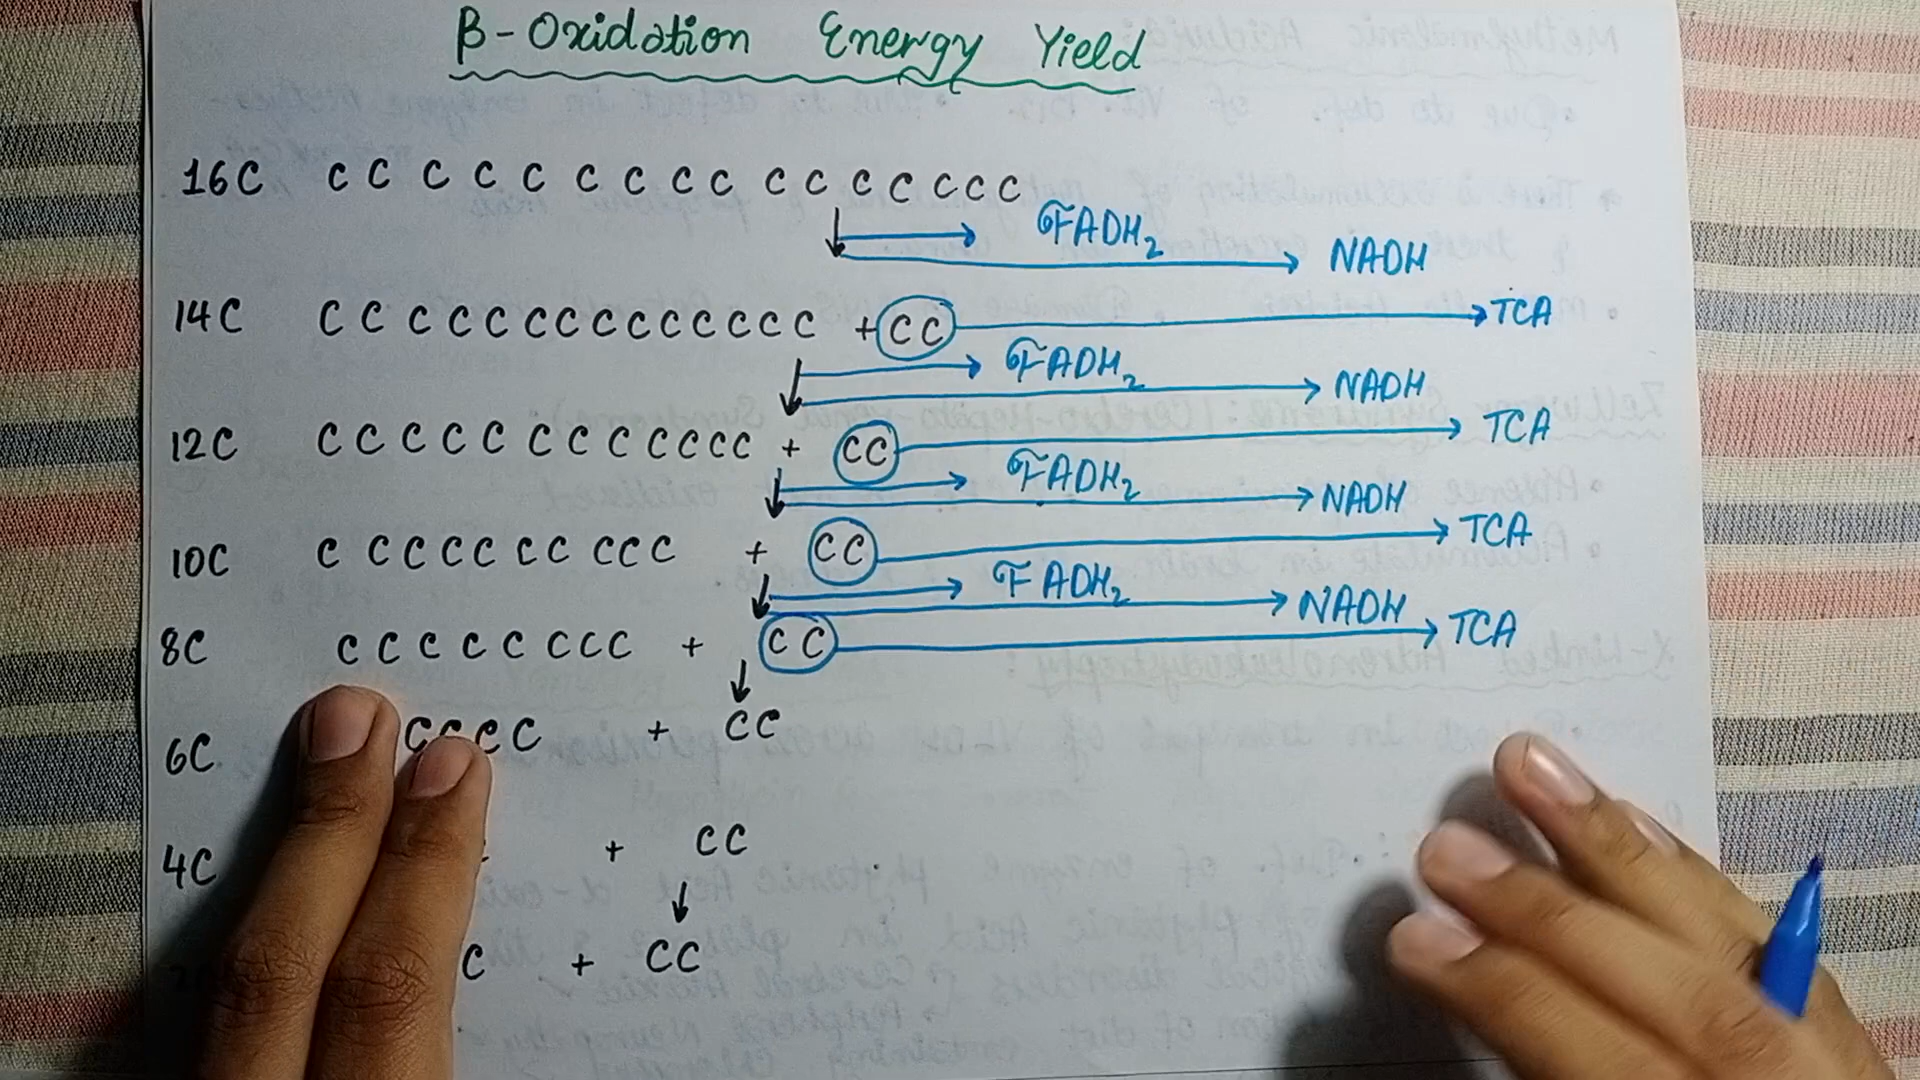 β-Oxidation Energy Yield
16C C C C C C C C C C C C C C C C C
FADH2
NADH
14C C C C C C C C C C C C C C C + CC TCA
FADH2
NADH
12C C C C C C C C C C C C C + CC TCA
FADH2
NADH
10C C C C C C C C C C C + CC TCA
FADH2
NADH
8C C C C C C C C C + CC TCA
6C C C C C + CC
4C + CC
C + CC